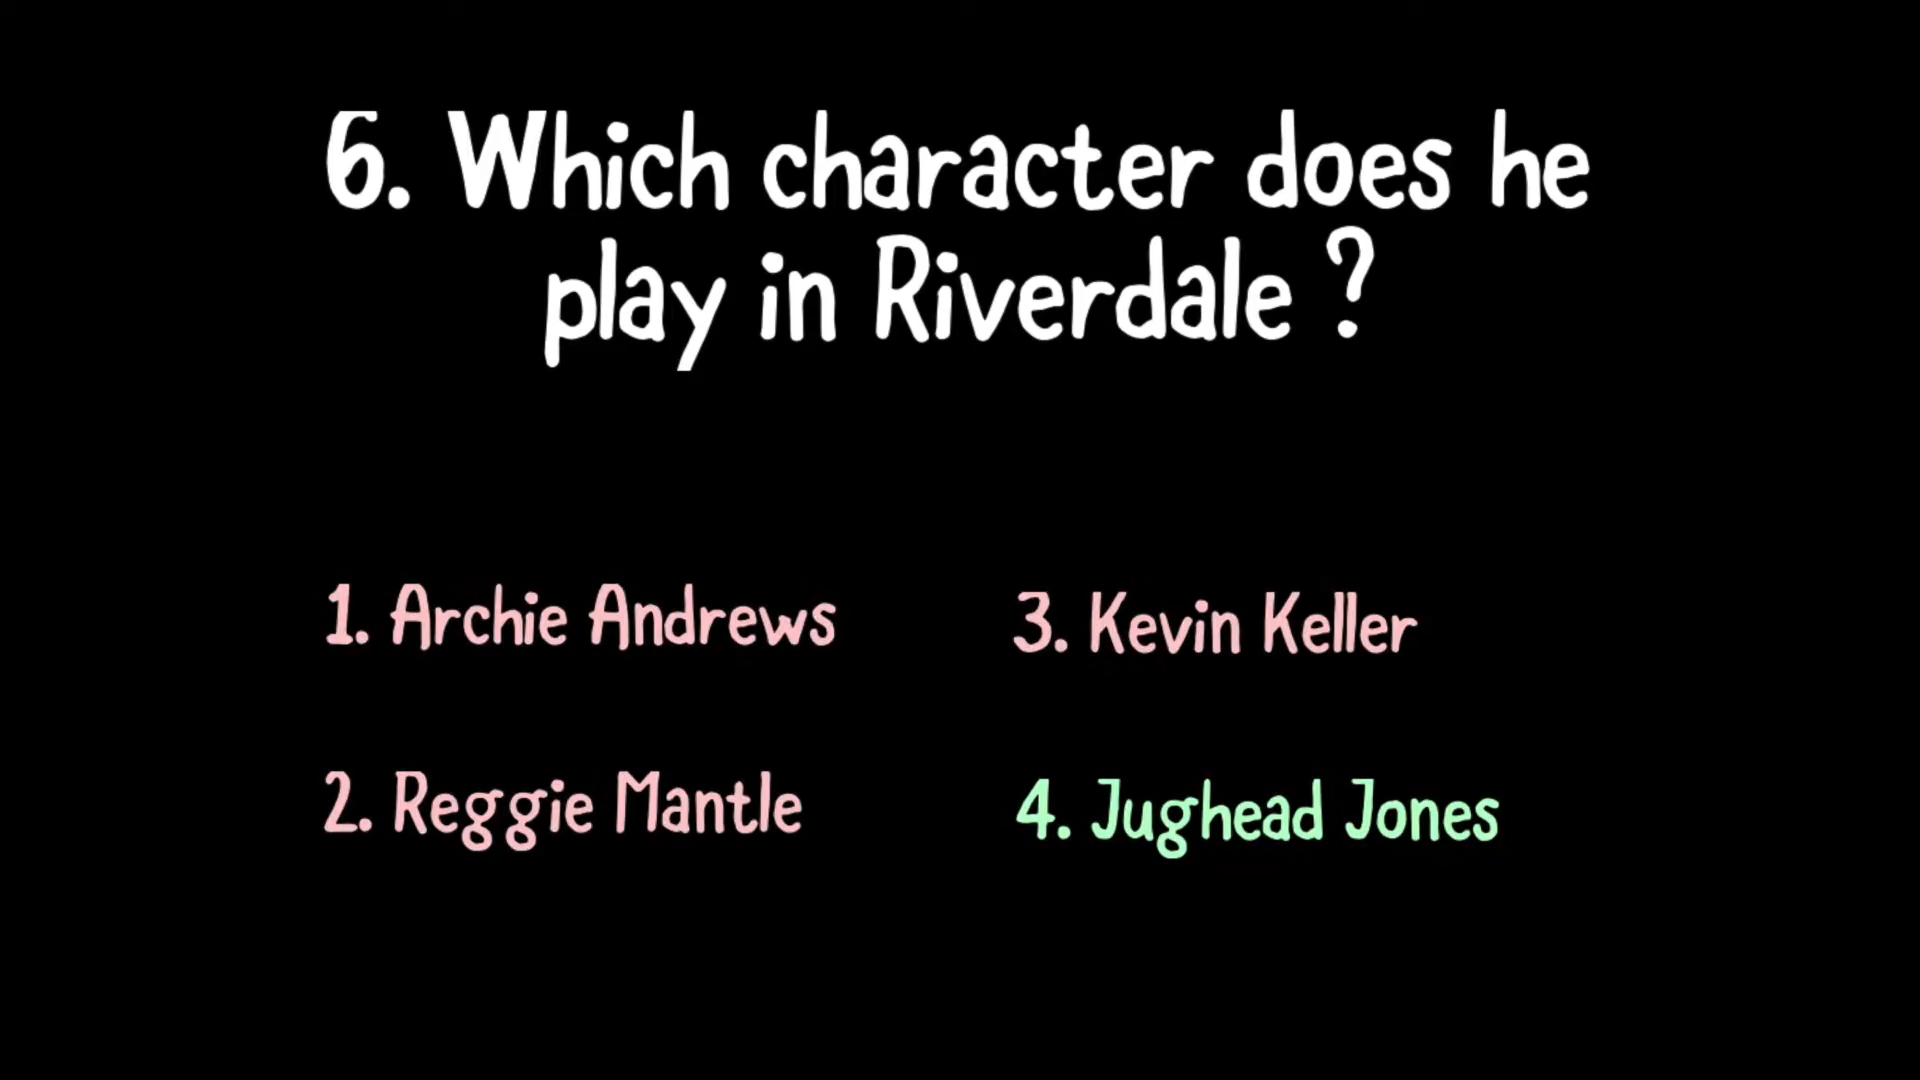 6. Which character does he
play in Riverdale ?
1. Archie Andrews
2. Reggie Mantle
3. Kevin Keller
4. Jughead Jones